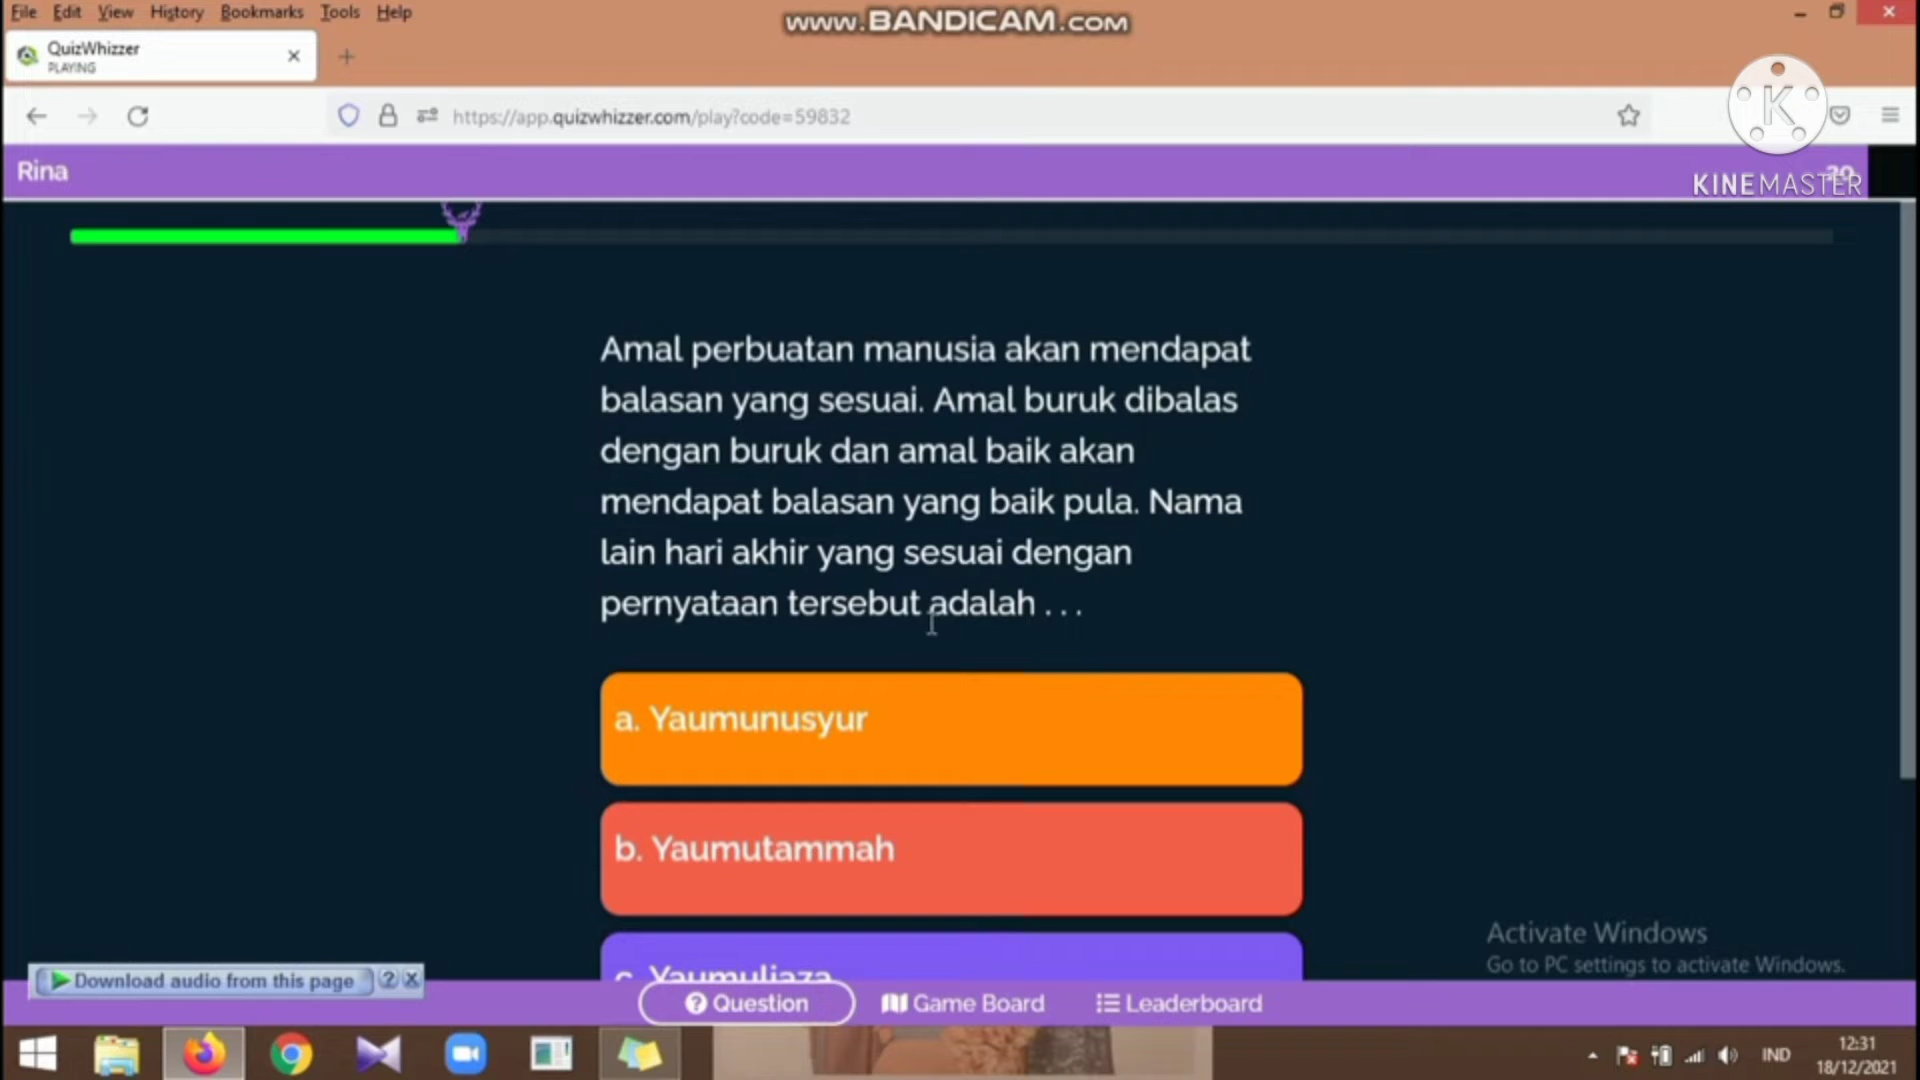 File Edit View History Bookmarks Tools Help
www.BANDICAM.com
QuizWhizzer
PLAYING
https://app.quizwhizzer.com/play?code=59832
Rina
KINEMASTER
Amal perbuatan manusia akan mendapat
balasan yang sesuai. Amal buruk dibalas
dengan buruk dan amal baik akan
mendapat balasan yang baik pula. Nama
lain hari akhir yang sesuai dengan
pernyataan tersebut adalah . . .
a. Yaumunusyur
b. Yaumutammah
c. Yaumuljaza
Activate Windows
Go to PC settings to activate Windows.
Download audio from this page
Question Game Board Leaderboard
IND
12:31
18/12/2021